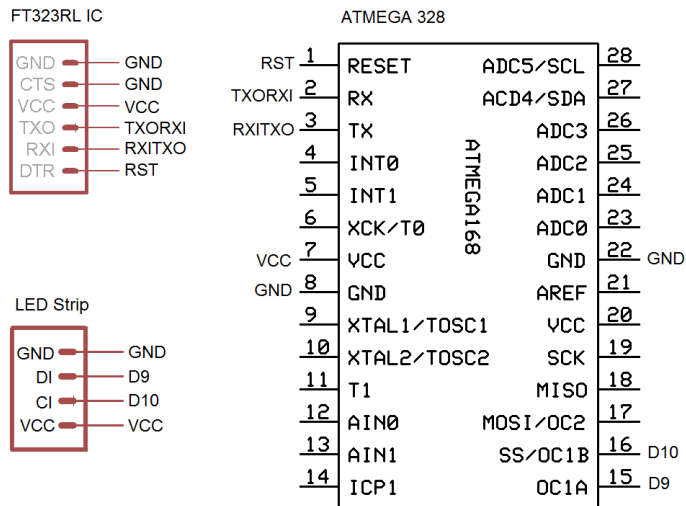 FT323RL IC
GND GND
CTS GND
VCC VCC
TXO TXORXI
RXI RXITXO
DTR RST
LED Strip
GND GND
DI D9
CI D10
VCC VCC
ATMEGA 328
RST 1 RESET ADC5/SCL 28
TXORXI 2 RX ACD4/SDA 27
RXITXO 3 TX ADC3 26
4 INT0 ADC2 25
5 INT1 ADC1 24
6 XCK/T0 ADC0 23
VCC 7 VCC GND 22 GND
GND 8 GND AREF 21
9 XTAL1/TOSC1 VCC 20
10 XTAL2/TOSC2 SCK 19
11 T1 MISO 18
12 AIN0 MOSI/OC2 17
13 AIN1 SS/OC1B 16 D10
14 ICP1 OC1A 15 D9
ATMEGA168